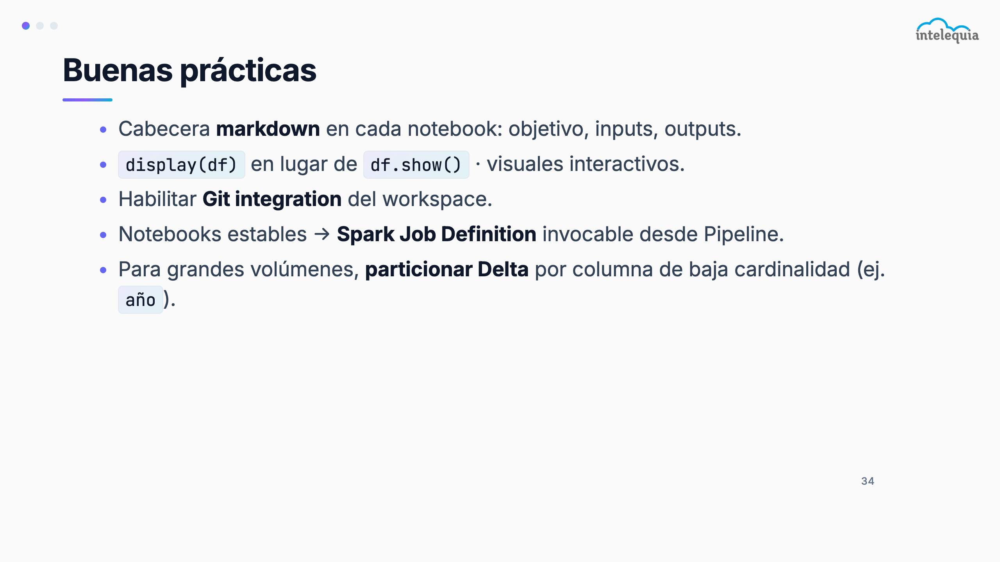 intelequia
Buenas prácticas
• Cabecera markdown en cada notebook: objetivo, inputs, outputs.
• display(df) en lugar de df.show() · visuales interactivos.
• Habilitar Git integration del workspace.
• Notebooks estables → Spark Job Definition invocable desde Pipeline.
• Para grandes volúmenes, particionar Delta por columna de baja cardinalidad (ej.
año).
34